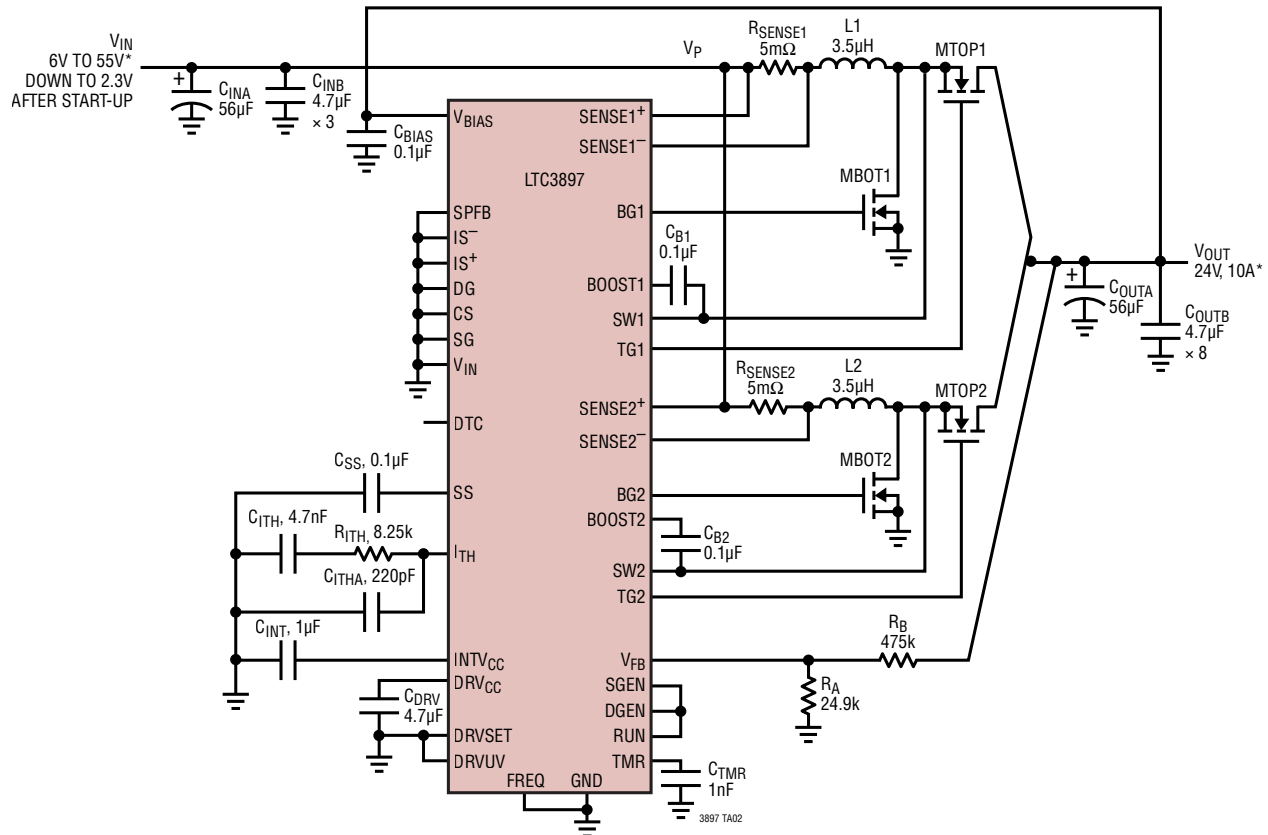 V_IN
6V TO 55V*
DOWN TO 2.3V
AFTER START-UP
+
C_INA
56µF
C_INB
4.7µF
× 3
C_BIAS
0.1µF
V_P
R_SENSE1
5mΩ
L1
3.5µH
MTOP1
V_BIAS
SENSE1+
SENSE1−
LTC3897
MBOT1
SPFB
IS−
IS+
DG
CS
SG
V_IN
DTC
BG1
C_B1
0.1µF
BOOST1
SW1
TG1
V_OUT
24V, 10A*
+
C_OUTA
56µF
C_OUTB
4.7µF
× 8
R_SENSE2
5mΩ
L2
3.5µH
MTOP2
SENSE2+
SENSE2−
MBOT2
C_SS, 0.1µF
SS
BG2
BOOST2
C_B2
0.1µF
C_ITH, 4.7nF
R_ITH, 8.25k
I_TH
C_ITHA, 220pF
SW2
TG2
C_INT, 1µF
INTV_CC
DRV_CC
C_DRV
4.7µF
DRVSET
DRVUV
FREQ
GND
V_FB
R_B
475k
R_A
24.9k
SGEN
DGEN
RUN
TMR
C_TMR
1nF
3897 TA02